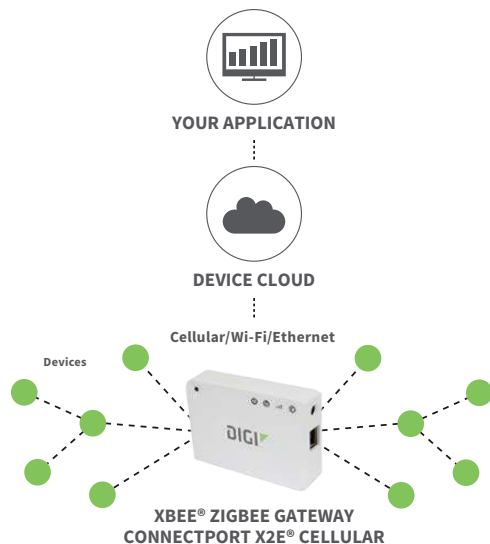 YOUR APPLICATION
DEVICE CLOUD
Cellular/Wi-Fi/Ethernet
Devices
DIGI
XBEE® ZIGBEE GATEWAY
CONNECTPORT X2E® CELLULAR